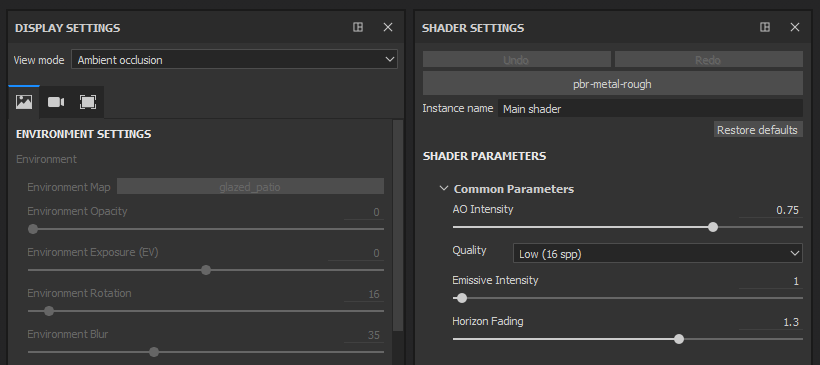 DISPLAY SETTINGS
View mode Ambient occlusion
ENVIRONMENT SETTINGS
Environment
Environment Map glazed_patio
Environment Opacity 0
Environment Exposure (EV) 0
Environment Rotation 16
Environment Blur 35
SHADER SETTINGS
Undo Redo
pbr-metal-rough
Instance name Main shader
Restore defaults
SHADER PARAMETERS
Common Parameters
AO Intensity 0.75
Quality Low (16 spp)
Emissive Intensity 1
Horizon Fading 1.3